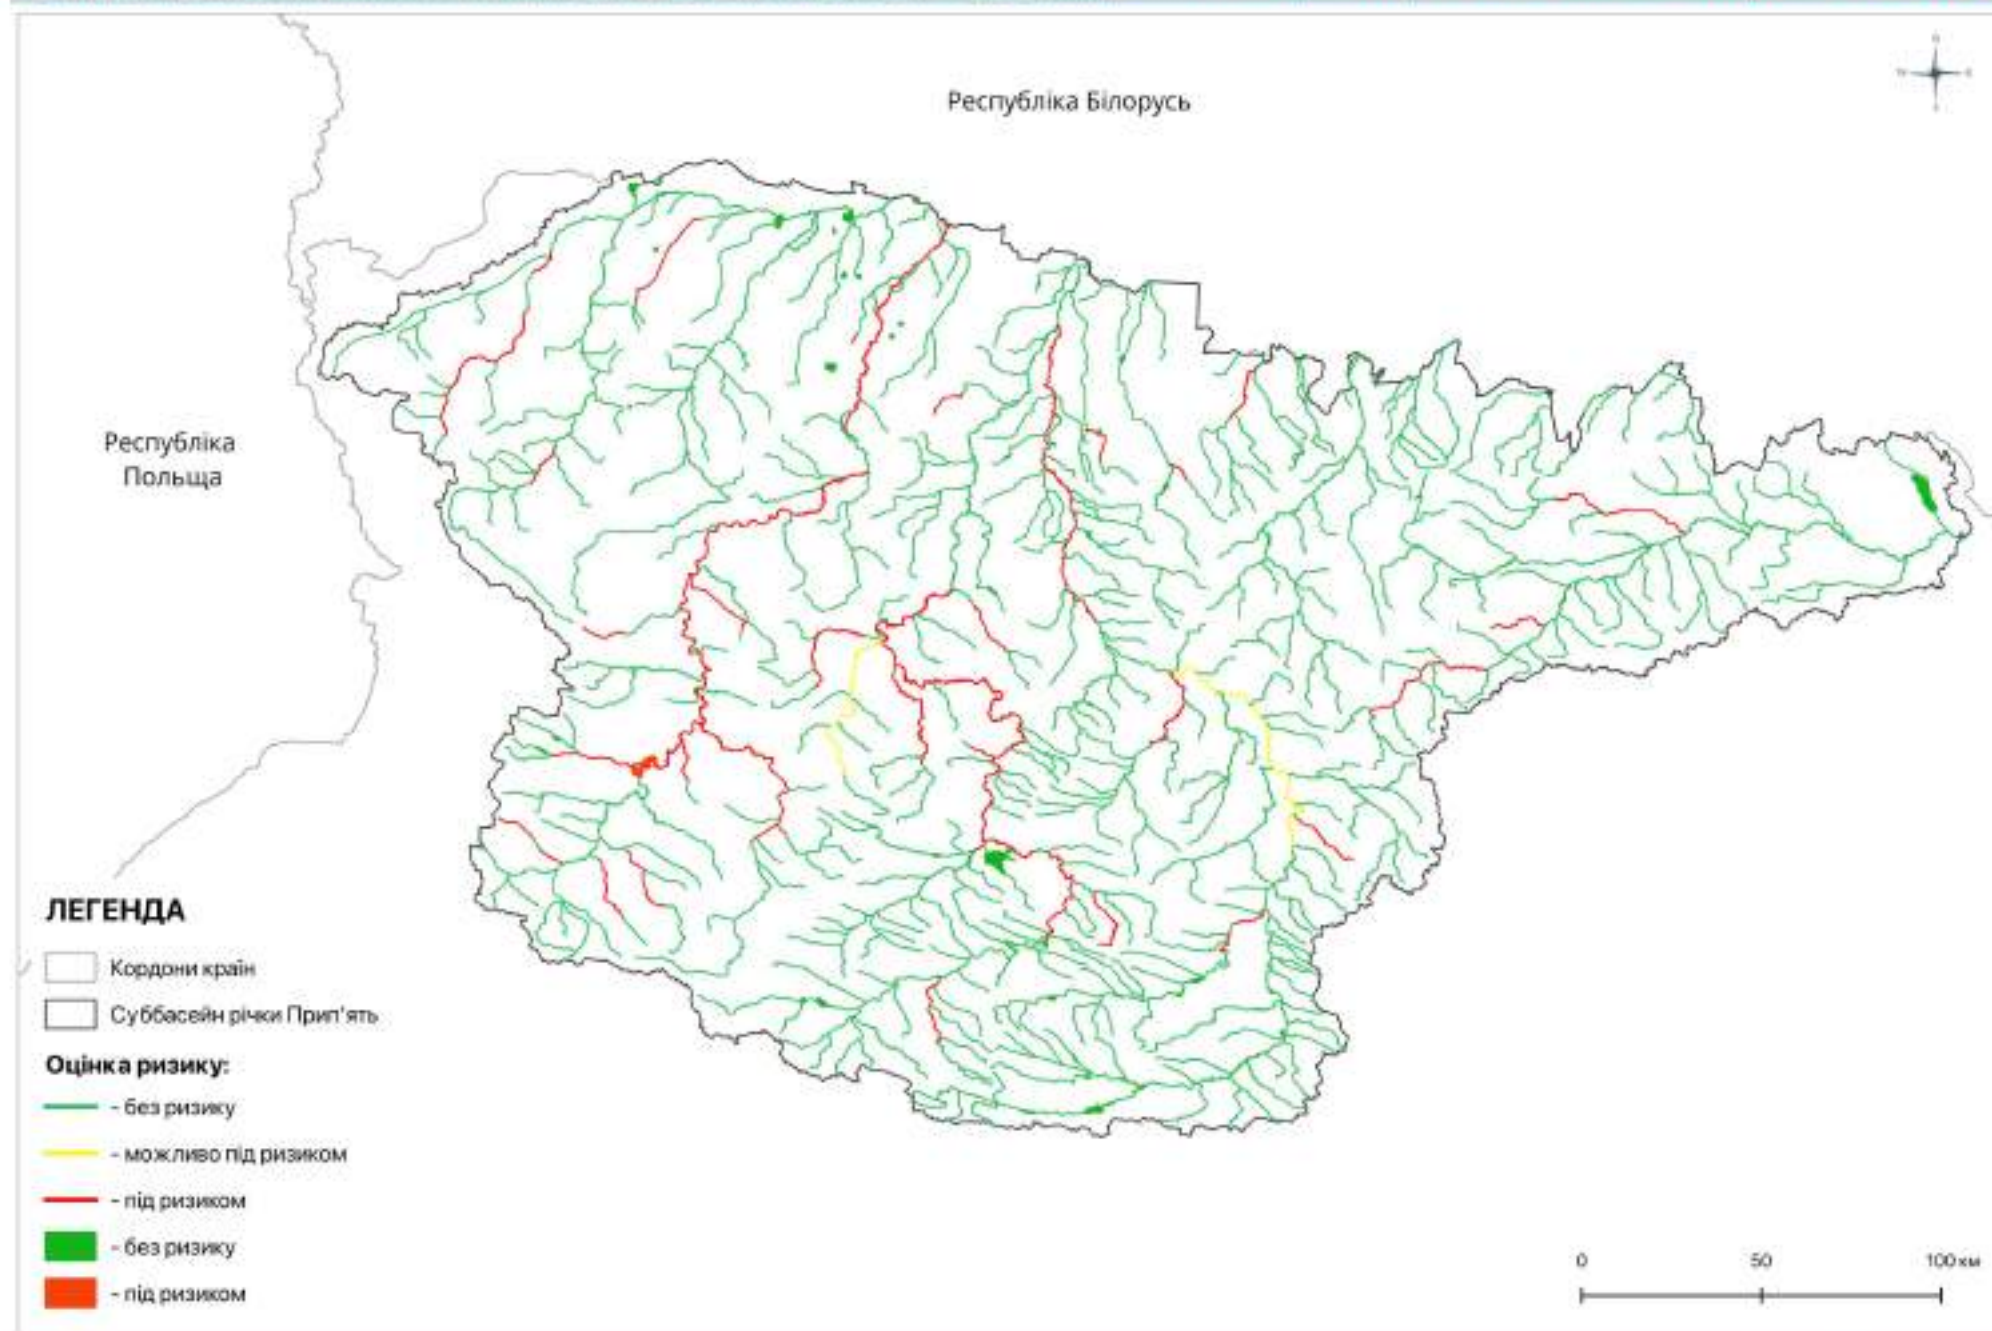 N
W
E
S
Республіка Білорусь
Республіка
Польща
ЛЕГЕНДА
Кордони країн
Суббасейн річки Прип'ять
Оцінка ризику:
- без ризику
- можливо під ризиком
- під ризиком
- без ризику
- під ризиком
0 50 100 км